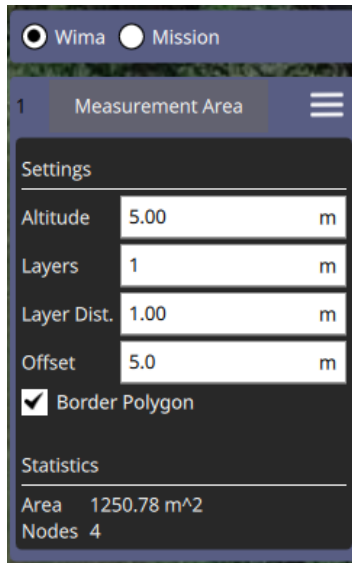 Wima Mission
1 Measurement Area
Settings
Altitude 5.00 m
Layers 1 m
Layer Dist. 1.00 m
Offset 5.0 m
Border Polygon
Statistics
Area 1250.78 m^2
Nodes 4